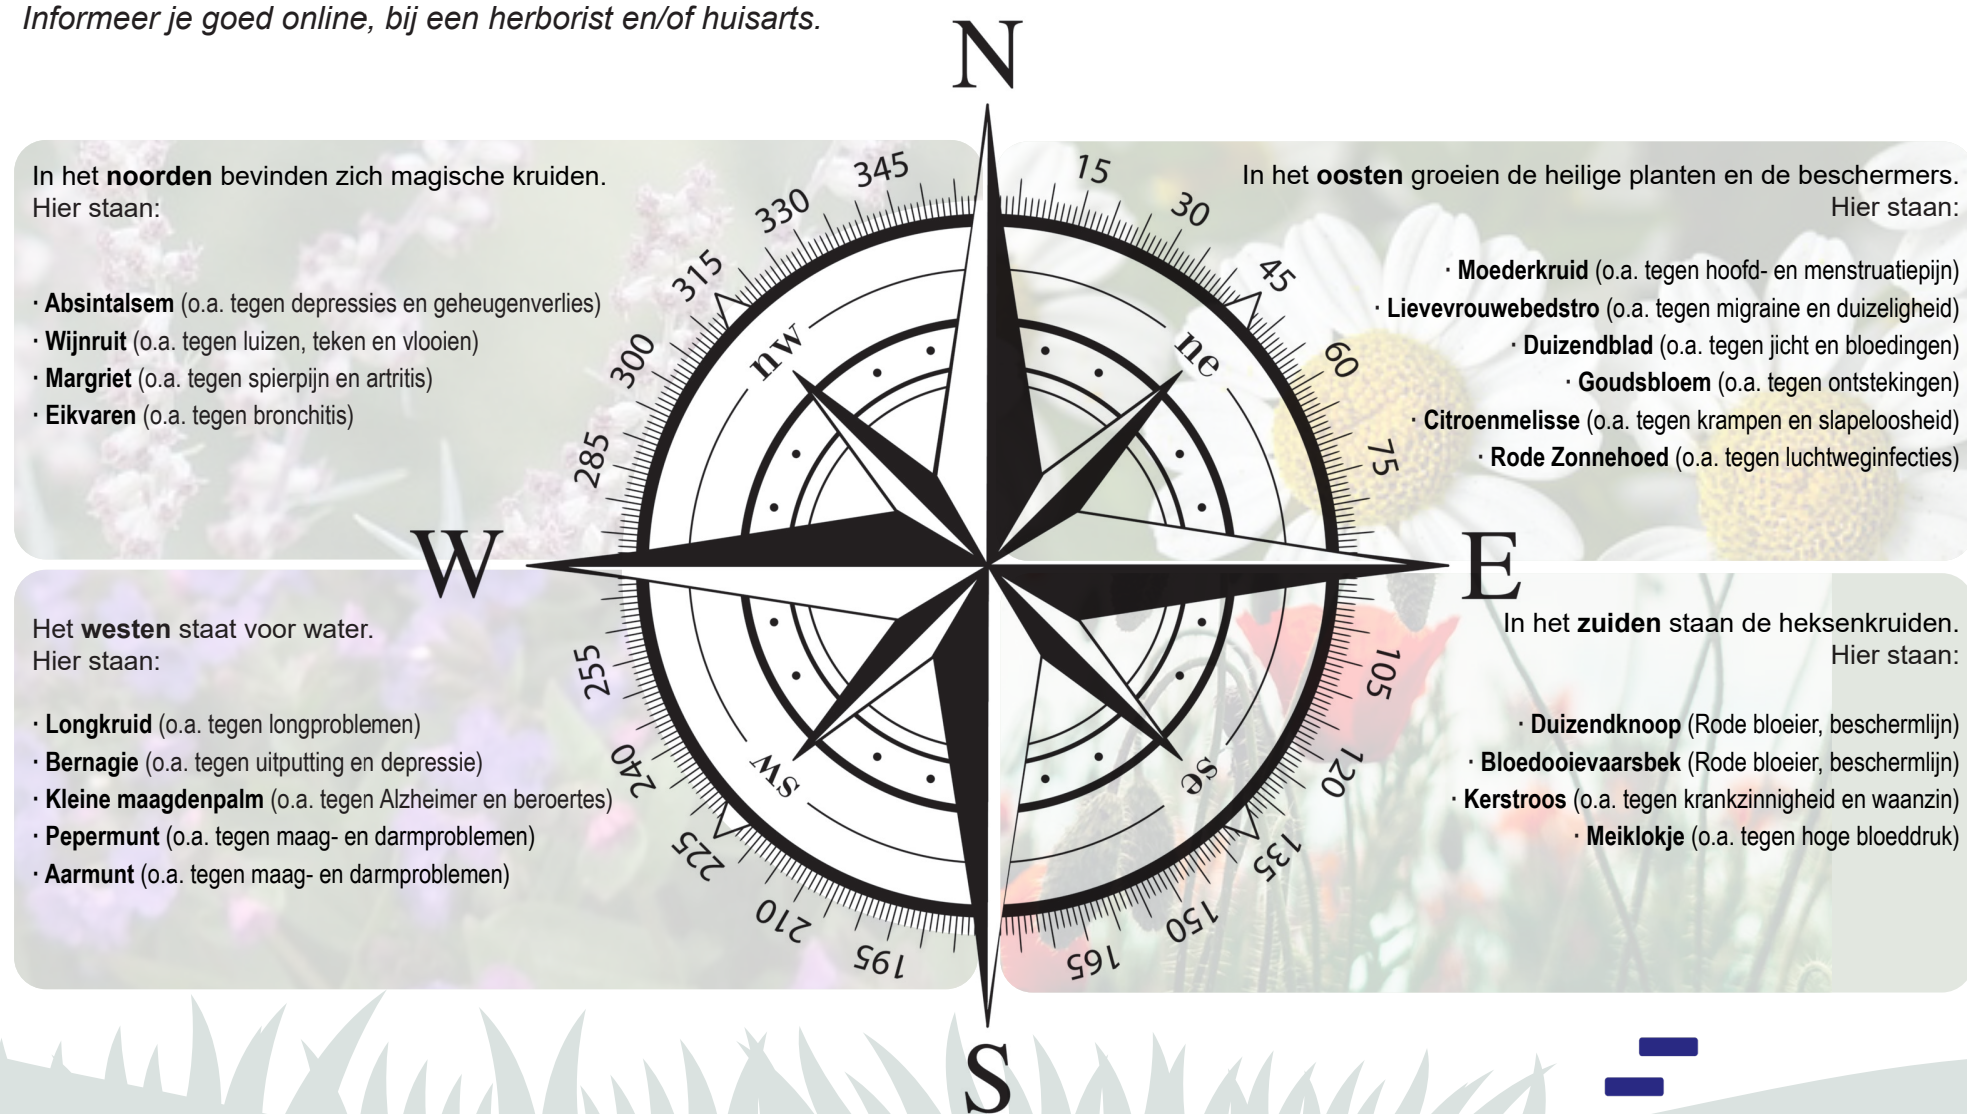 Informeer je goed online, bij een herborist en/of huisarts.
N
In het noorden bevinden zich magische kruiden.
Hier staan:
· Absintalsem (o.a. tegen depressies en geheugenverlies)
· Wijnruit (o.a. tegen luizen, teken en vlooien)
· Margriet (o.a. tegen spierpijn en artritis)
· Eikvaren (o.a. tegen bronchitis)
In het oosten groeien de heilige planten en de beschermers.
Hier staan:
· Moederkruid (o.a. tegen hoofd- en menstruatiepijn)
· Lievevrouwebedstro (o.a. tegen migraine en duizeligheid)
· Duizendblad (o.a. tegen jicht en bloedingen)
· Goudsbloem (o.a. tegen ontstekingen)
· Citroenmelisse (o.a. tegen krampen en slapeloosheid)
· Rode Zonnehoed (o.a. tegen luchtweginfecties)
345
15
330
30
315
45
nw
ne
300
60
285
75
W
E
Het westen staat voor water.
Hier staan:
· Longkruid (o.a. tegen longproblemen)
· Bernagie (o.a. tegen uitputting en depressie)
· Kleine maagdenpalm (o.a. tegen Alzheimer en beroertes)
· Pepermunt (o.a. tegen maag- en darmproblemen)
· Aarmunt (o.a. tegen maag- en darmproblemen)
In het zuiden staan de heksenkruiden.
Hier staan:
· Duizendknoop (Rode bloeier, beschermlijn)
· Bloedooievaarsbek (Rode bloeier, beschermlijn)
· Kerstroos (o.a. tegen krankzinnigheid en waanzin)
· Meiklokje (o.a. tegen hoge bloeddruk)
255
105
240
120
sw
se
225
135
210
150
195
165
S